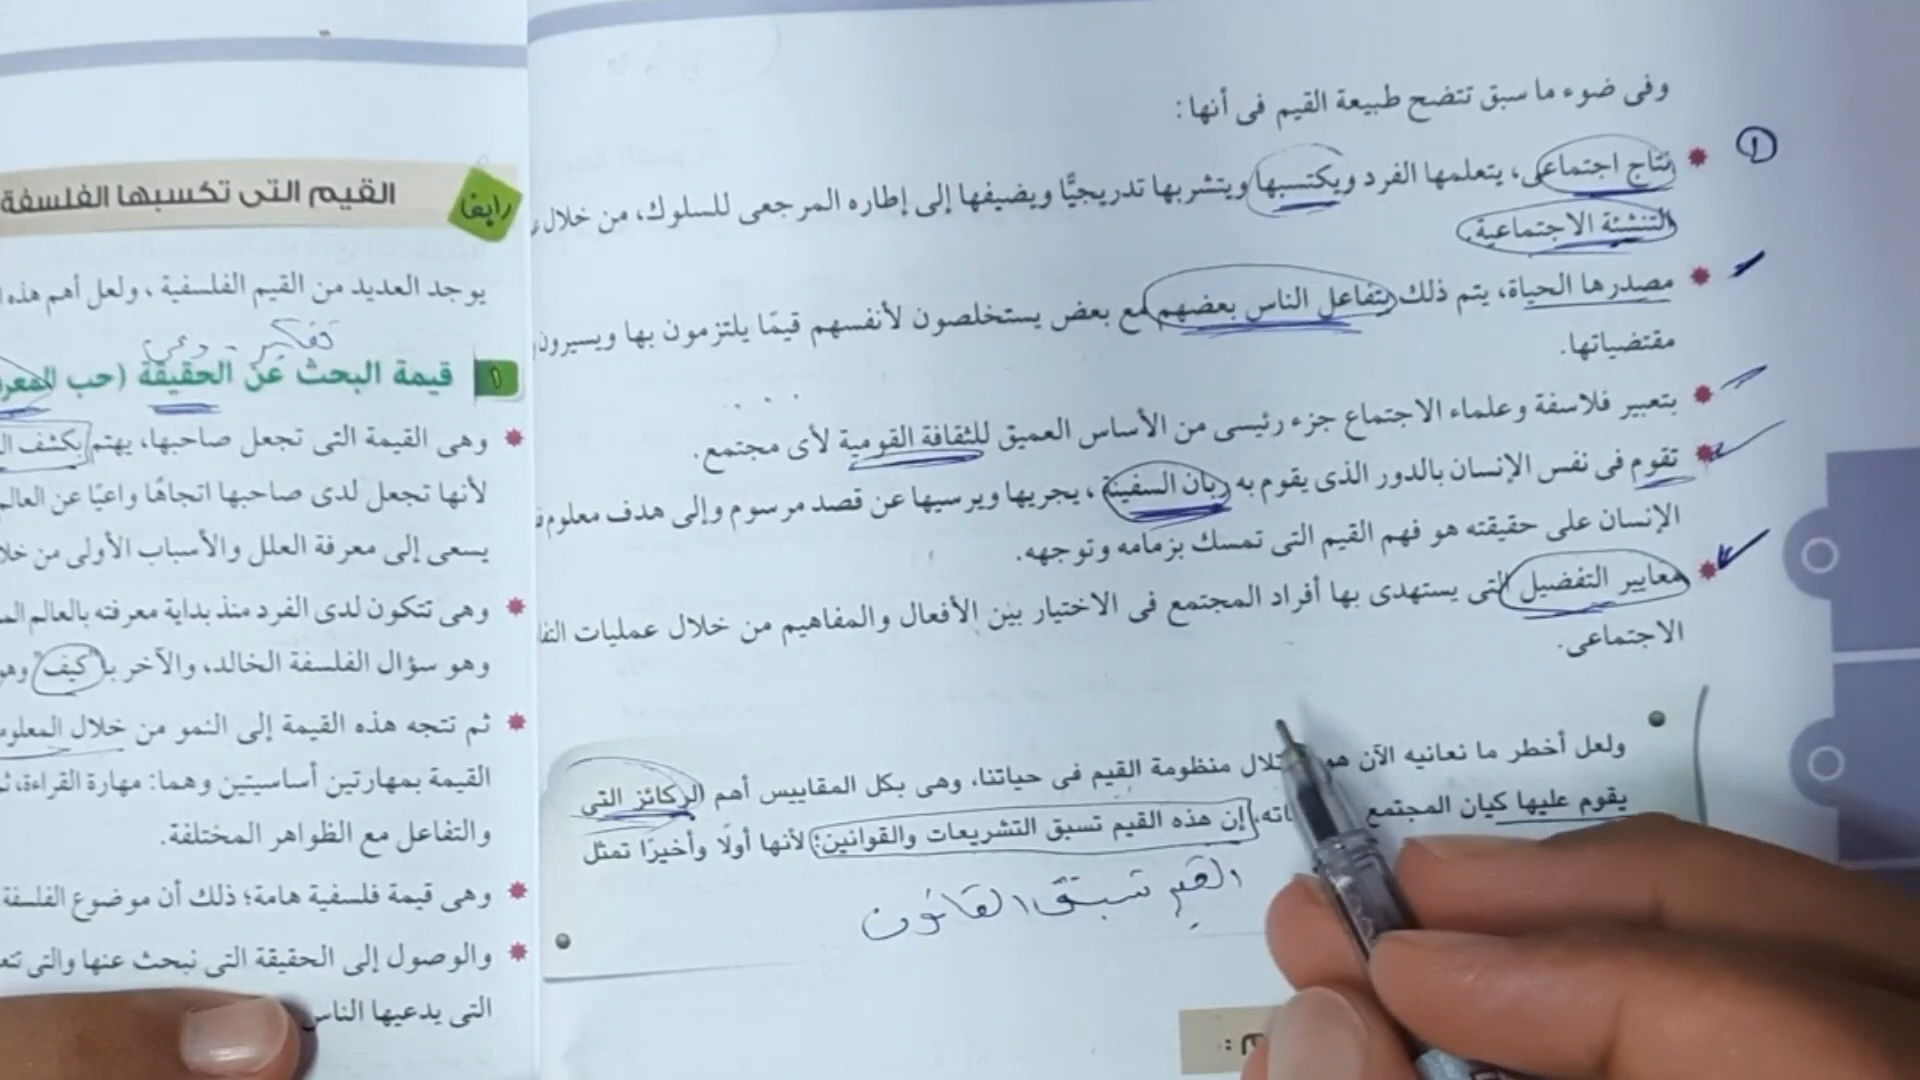 وفى ضوء ما سبق تتضح طبيعة القيم فى أنها:
١
نتاج اجتماعى، يتعلمها الفرد ويكتسبها ويتشربها تدريجيًّا ويضيفها إلى إطاره المرجعى للسلوك، من خلال
التنشئة الاجتماعية.
مصدرها الحياة، يتم ذلك بتفاعل الناس بعضهم مع بعض يستخلصون لأنفسهم قيمًا يلتزمون بها ويسيرون
مقتضياتها.
بتعبير فلاسفة وعلماء الاجتماع جزء رئيسى من الأساس العميق للثقافة القومية لأى مجتمع.
تقوم فى نفس الإنسان بالدور الذى يقوم به ربان السفينة، يجريها ويرسيها عن قصد مرسوم وإلى هدف معلوم
الإنسان على حقيقته هو فهم القيم التى تمسك بزمامه وتوجهه.
معايير التفضيل التى يستهدى بها أفراد المجتمع فى الاختيار بين الأفعال والمفاهيم من خلال عمليات
الاجتماعى.
ولعل أخطر ما نعانيه الآن هو منظومة القيم فى حياتنا، وهى بكل المقاييس أهم الركائز التى
يقوم عليها كيان المجتمع إن هذه القيم تسبق التشريعات والقوانين؛ لأنها أولًا وأخيرًا تمثل
القيم تسبق القانون
رابعًا
القيم التى تكسبها الفلسفة
يوجد العديد من القيم الفلسفية، ولعل أهم هذه
تفكير - وعى
١ قيمة البحث عن الحقيقة (حب
وهى القيمة التى تجعل صاحبها، يهتم بكشف
لأنها تجعل لدى صاحبها اتجاهًا واعيًا عن العالم
يسعى إلى معرفة العلل والأسباب الأولى من
وهى تتكون لدى الفرد منذ بداية معرفته بالعالم
وهو سؤال الفلسفة الخالد، والآخر بـ "كيف"
ثم تتجه هذه القيمة إلى النمو من خلال
القيمة بمهارتين أساسيتين وهما: مهارة القراءة،
والتفاعل مع الظواهر المختلفة.
وهى قيمة فلسفية هامة؛ ذلك أن موضوع الفلسفة
والوصول إلى الحقيقة التى نبحث عنها والتى
التى يدعيها الناس